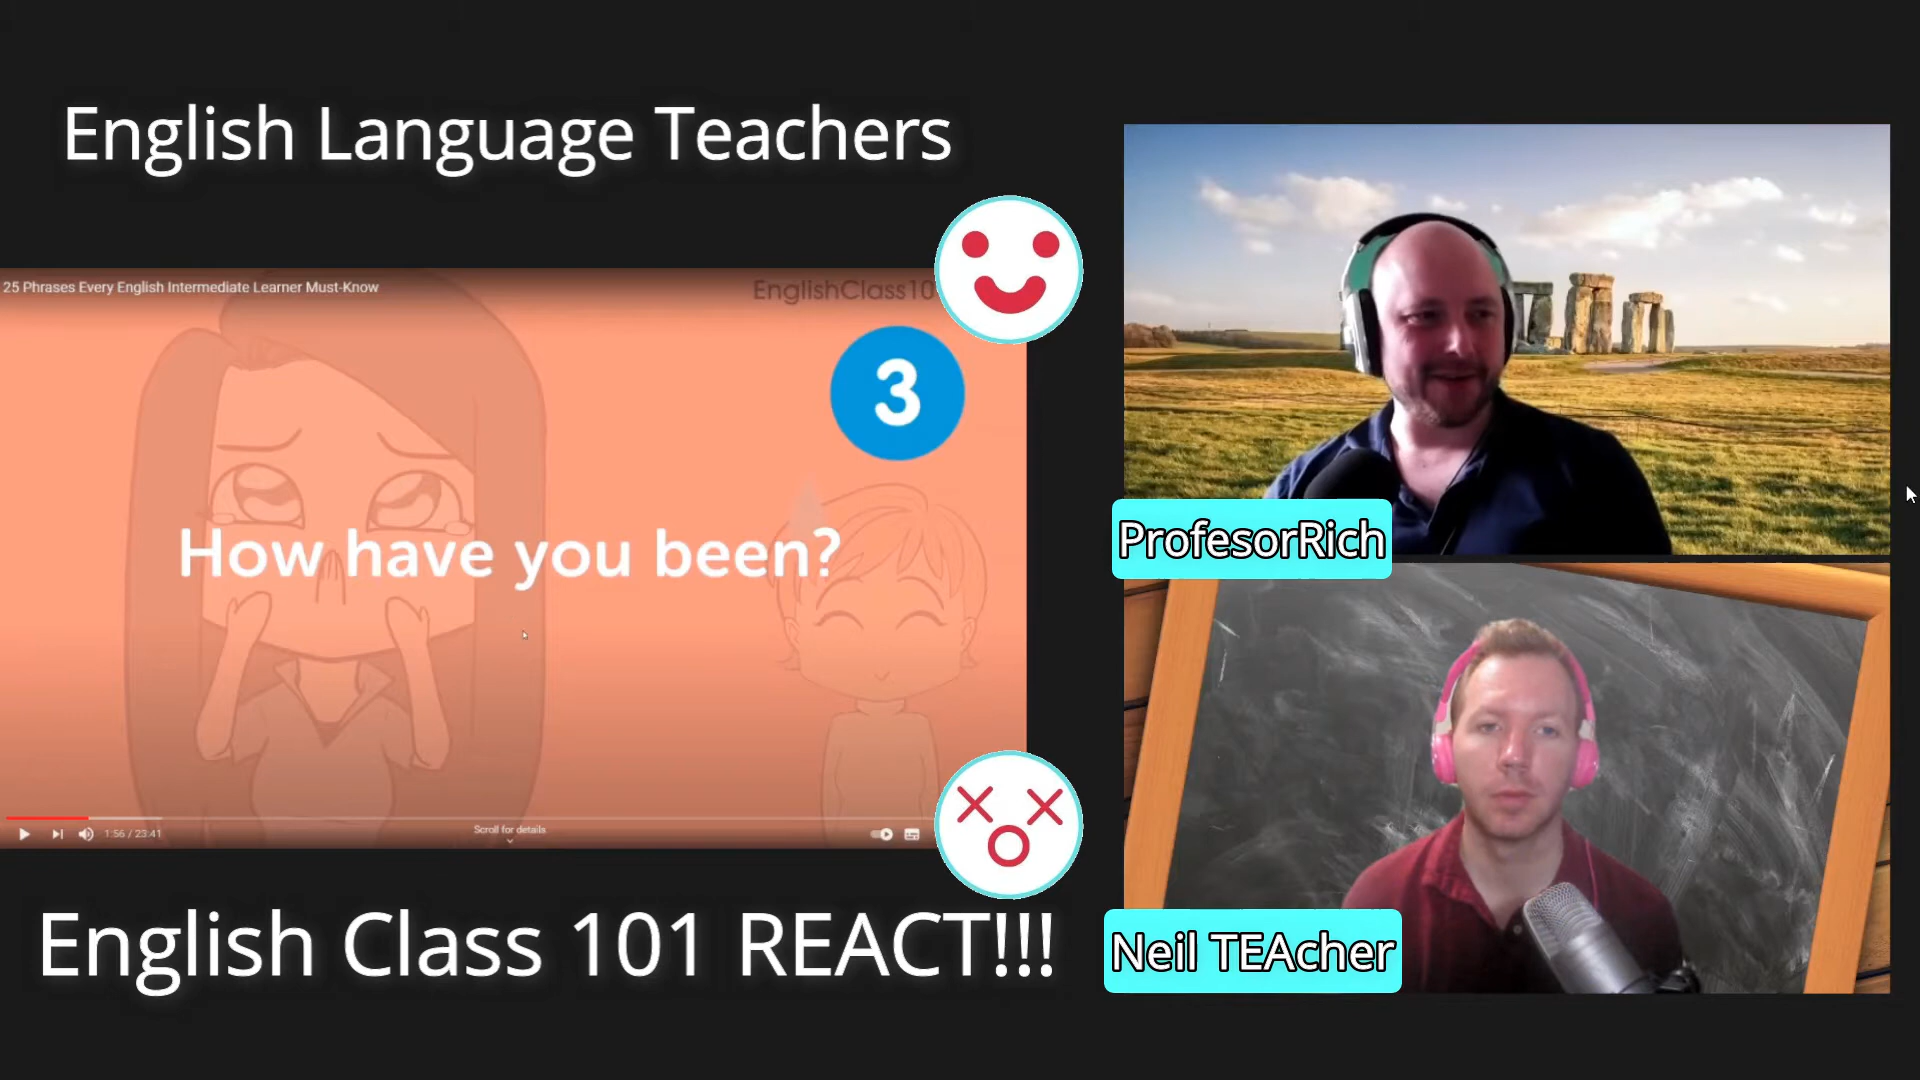 English Language Teachers
25 Phrases Every English Intermediate Learner Must-Know
EnglishClass10
3
How have you been?
1:56 / 23:41
Scroll for details
English Class 101 REACT!!!
ProfesorRich
Neil TEAcher